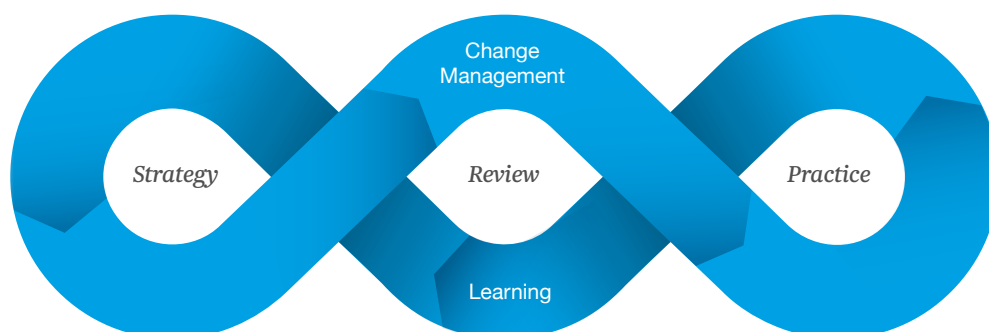 Change
Management
Strategy
Review
Practice
Learning